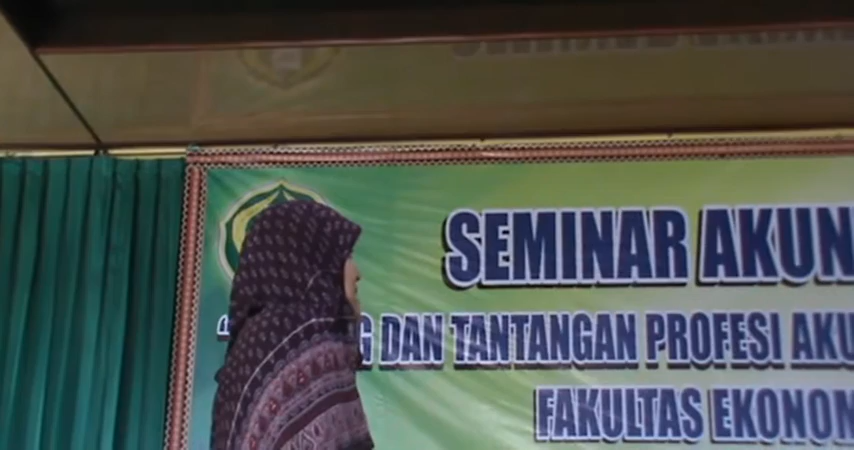 SEMINAR AKUN
G DAN TANTANGAN PROFESI AKU
FAKULTAS EKONOM